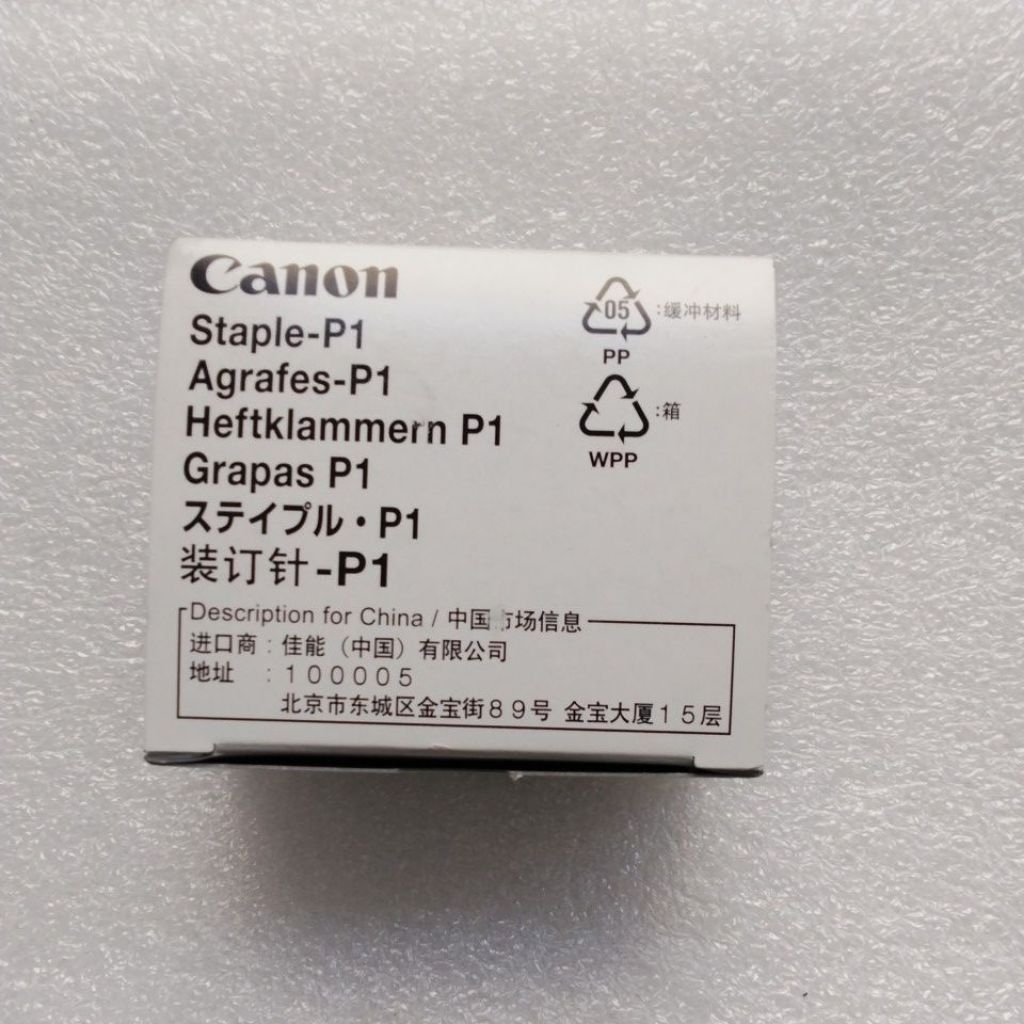 Canon
Staple-P1
Agrafes-P1
Heftklammern P1
Grapas P1
ステイプル・P1
装订针-P1
05 :缓冲材料
PP
:箱
WPP
Description for China / 中国市场信息
进口商：佳能（中国）有限公司
地址 ：100005
北京市东城区金宝街89号 金宝大厦15层